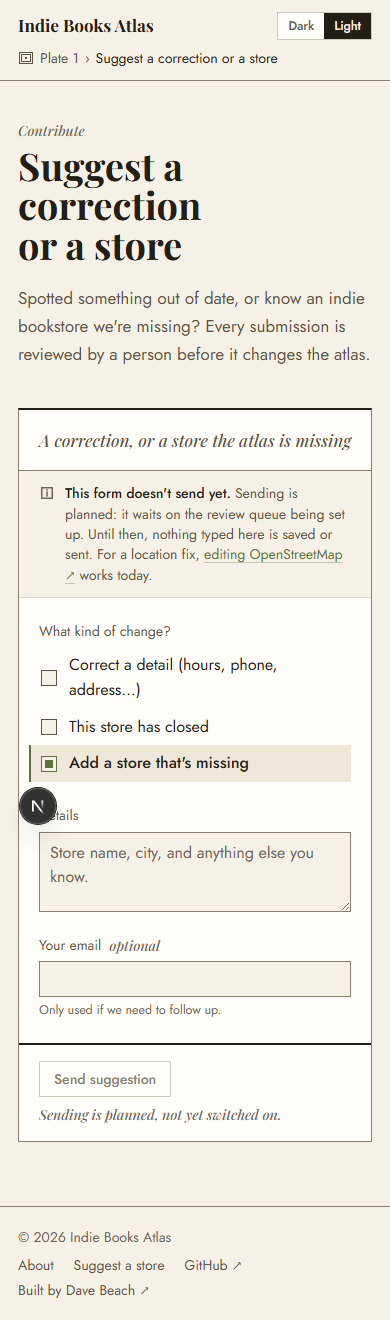 Indie Books Atlas
Dark Light
Plate 1 › Suggest a correction or a store
Contribute
Suggest a
correction
or a store
Spotted something out of date, or know an indie
bookstore we're missing? Every submission is
reviewed by a person before it changes the atlas.
A correction, or a store the atlas is missing
This form doesn't send yet. Sending is
planned: it waits on the review queue being set
up. Until then, nothing typed here is saved or
sent. For a location fix, editing OpenStreetMap
↗ works today.
What kind of change?
Correct a detail (hours, phone,
address...)
This store has closed
Add a store that's missing
N
etails
Store name, city, and anything else you
know.
Your email optional
Only used if we need to follow up.
Send suggestion
Sending is planned, not yet switched on.
© 2026 Indie Books Atlas
About Suggest a store GitHub ↗
Built by Dave Beach ↗